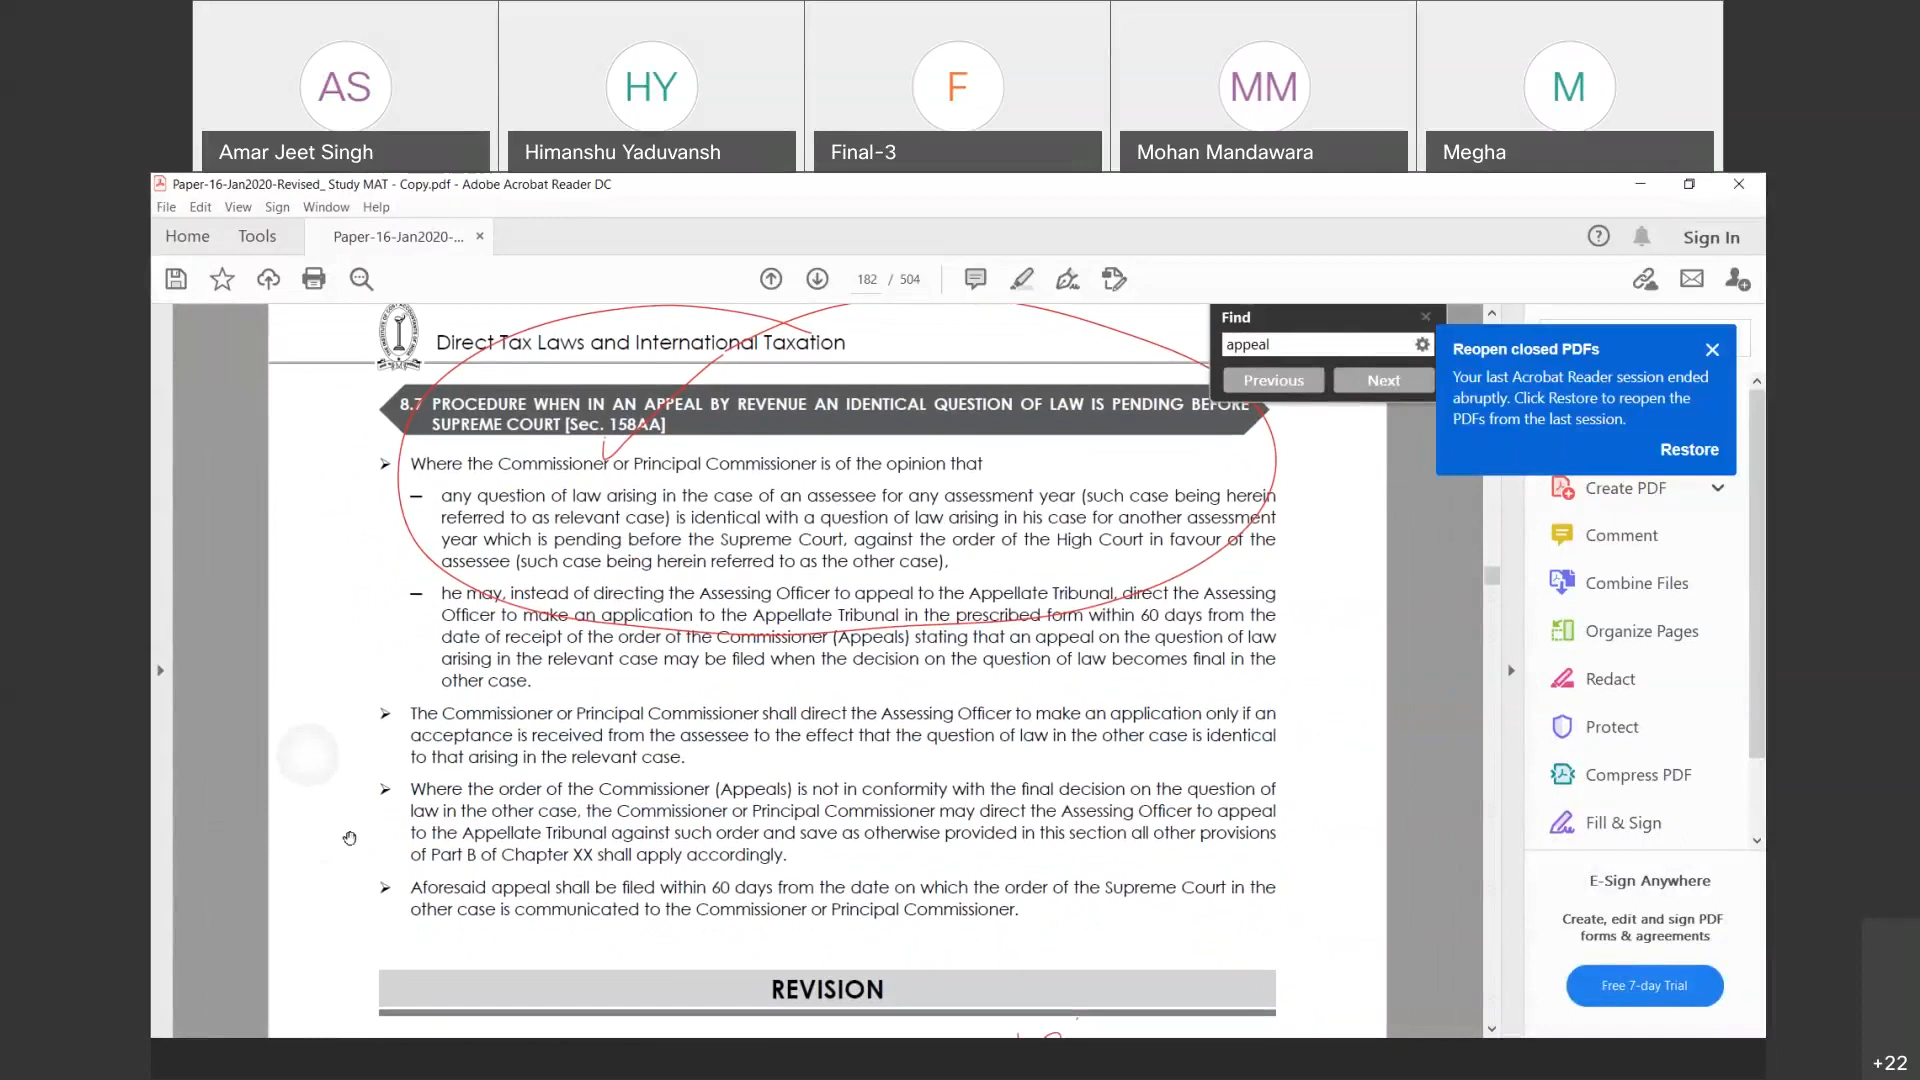 AS
HY
F
MM
M
Amar Jeet Singh
Himanshu Yaduvansh
Final-3
Mohan Mandawara
Megha
Paper-16-Jan2020-Revised_ Study MAT - Copy.pdf - Adobe Acrobat Reader DC
File Edit View Sign Window Help
Home Tools Paper-16-Jan2020-... × Sign In
182 / 504
Find
appeal
Previous Next
Reopen closed PDFs
Your last Acrobat Reader session ended
abruptly. Click Restore to reopen the
PDFs from the last session.
Restore
Direct Tax Laws and International Taxation
8.7 PROCEDURE WHEN IN AN APPEAL BY REVENUE AN IDENTICAL QUESTION OF LAW IS PENDING BEFORE
SUPREME COURT [Sec. 158AA]
➢ Where the Commissioner or Principal Commissioner is of the opinion that
– any question of law arising in the case of an assessee for any assessment year (such case being herein
referred to as relevant case) is identical with a question of law arising in his case for another assessment
year which is pending before the Supreme Court, against the order of the High Court in favour of the
assessee (such case being herein referred to as the other case),
– he may, instead of directing the Assessing Officer to appeal to the Appellate Tribunal, direct the Assessing
Officer to make an application to the Appellate Tribunal in the prescribed form within 60 days from the
date of receipt of the order of the Commissioner (Appeals) stating that an appeal on the question of law
arising in the relevant case may be filed when the decision on the question of law becomes final in the
other case.
➢ The Commissioner or Principal Commissioner shall direct the Assessing Officer to make an application only if an
acceptance is received from the assessee to the effect that the question of law in the other case is identical
to that arising in the relevant case.
➢ Where the order of the Commissioner (Appeals) is not in conformity with the final decision on the question of
law in the other case, the Commissioner or Principal Commissioner may direct the Assessing Officer to appeal
to the Appellate Tribunal against such order and save as otherwise provided in this section all other provisions
of Part B of Chapter XX shall apply accordingly.
➢ Aforesaid appeal shall be filed within 60 days from the date on which the order of the Supreme Court in the
other case is communicated to the Commissioner or Principal Commissioner.
REVISION
Create PDF
Comment
Combine Files
Organize Pages
Redact
Protect
Compress PDF
Fill & Sign
E-Sign Anywhere
Create, edit and sign PDF
forms & agreements
Free 7-day Trial
+22